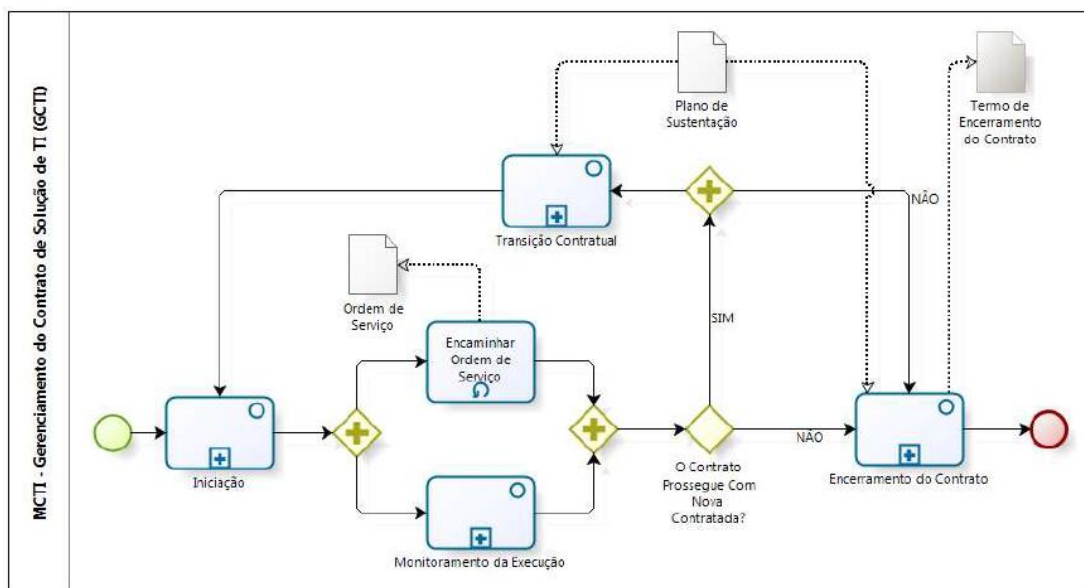 MCTI - Gerenciamento do Contrato de Solução de TI (GCTI)
Plano de
Sustentação
Termo de
Encerramento
do Contrato
Transição Contratual
NÃO
Ordem de
Serviço
SIM
Encaminhar
Ordem de
Serviço
Iniciação
NÃO
O Contrato
Prossegue Com
Nova
Contratada?
Encerramento do Contrato
Monitoramento da Execução